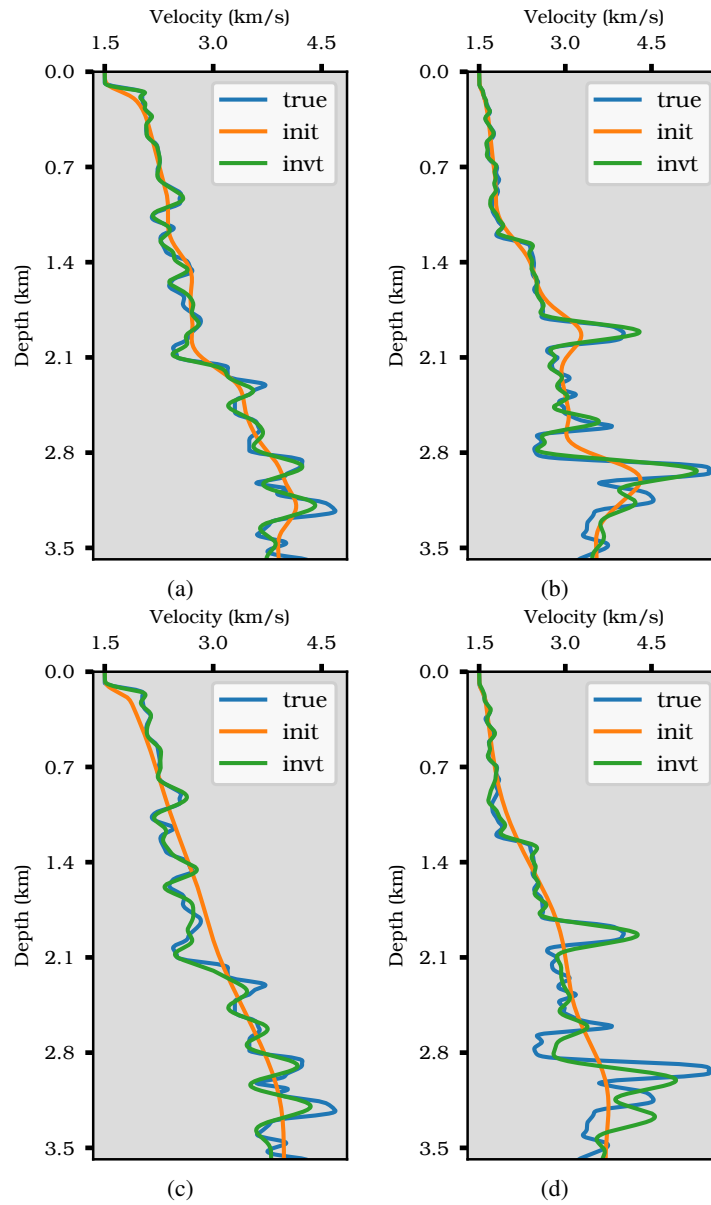 Velocity (km/s)
1.5 3.0 4.5
0.0
0.7
1.4
2.1
2.8
3.5
Depth (km)
true
init
invt
(a)
Velocity (km/s)
1.5 3.0 4.5
0.0
0.7
1.4
2.1
2.8
3.5
Depth (km)
true
init
invt
(b)
Velocity (km/s)
1.5 3.0 4.5
0.0
0.7
1.4
2.1
2.8
3.5
Depth (km)
true
init
invt
(c)
Velocity (km/s)
1.5 3.0 4.5
0.0
0.7
1.4
2.1
2.8
3.5
Depth (km)
true
init
invt
(d)